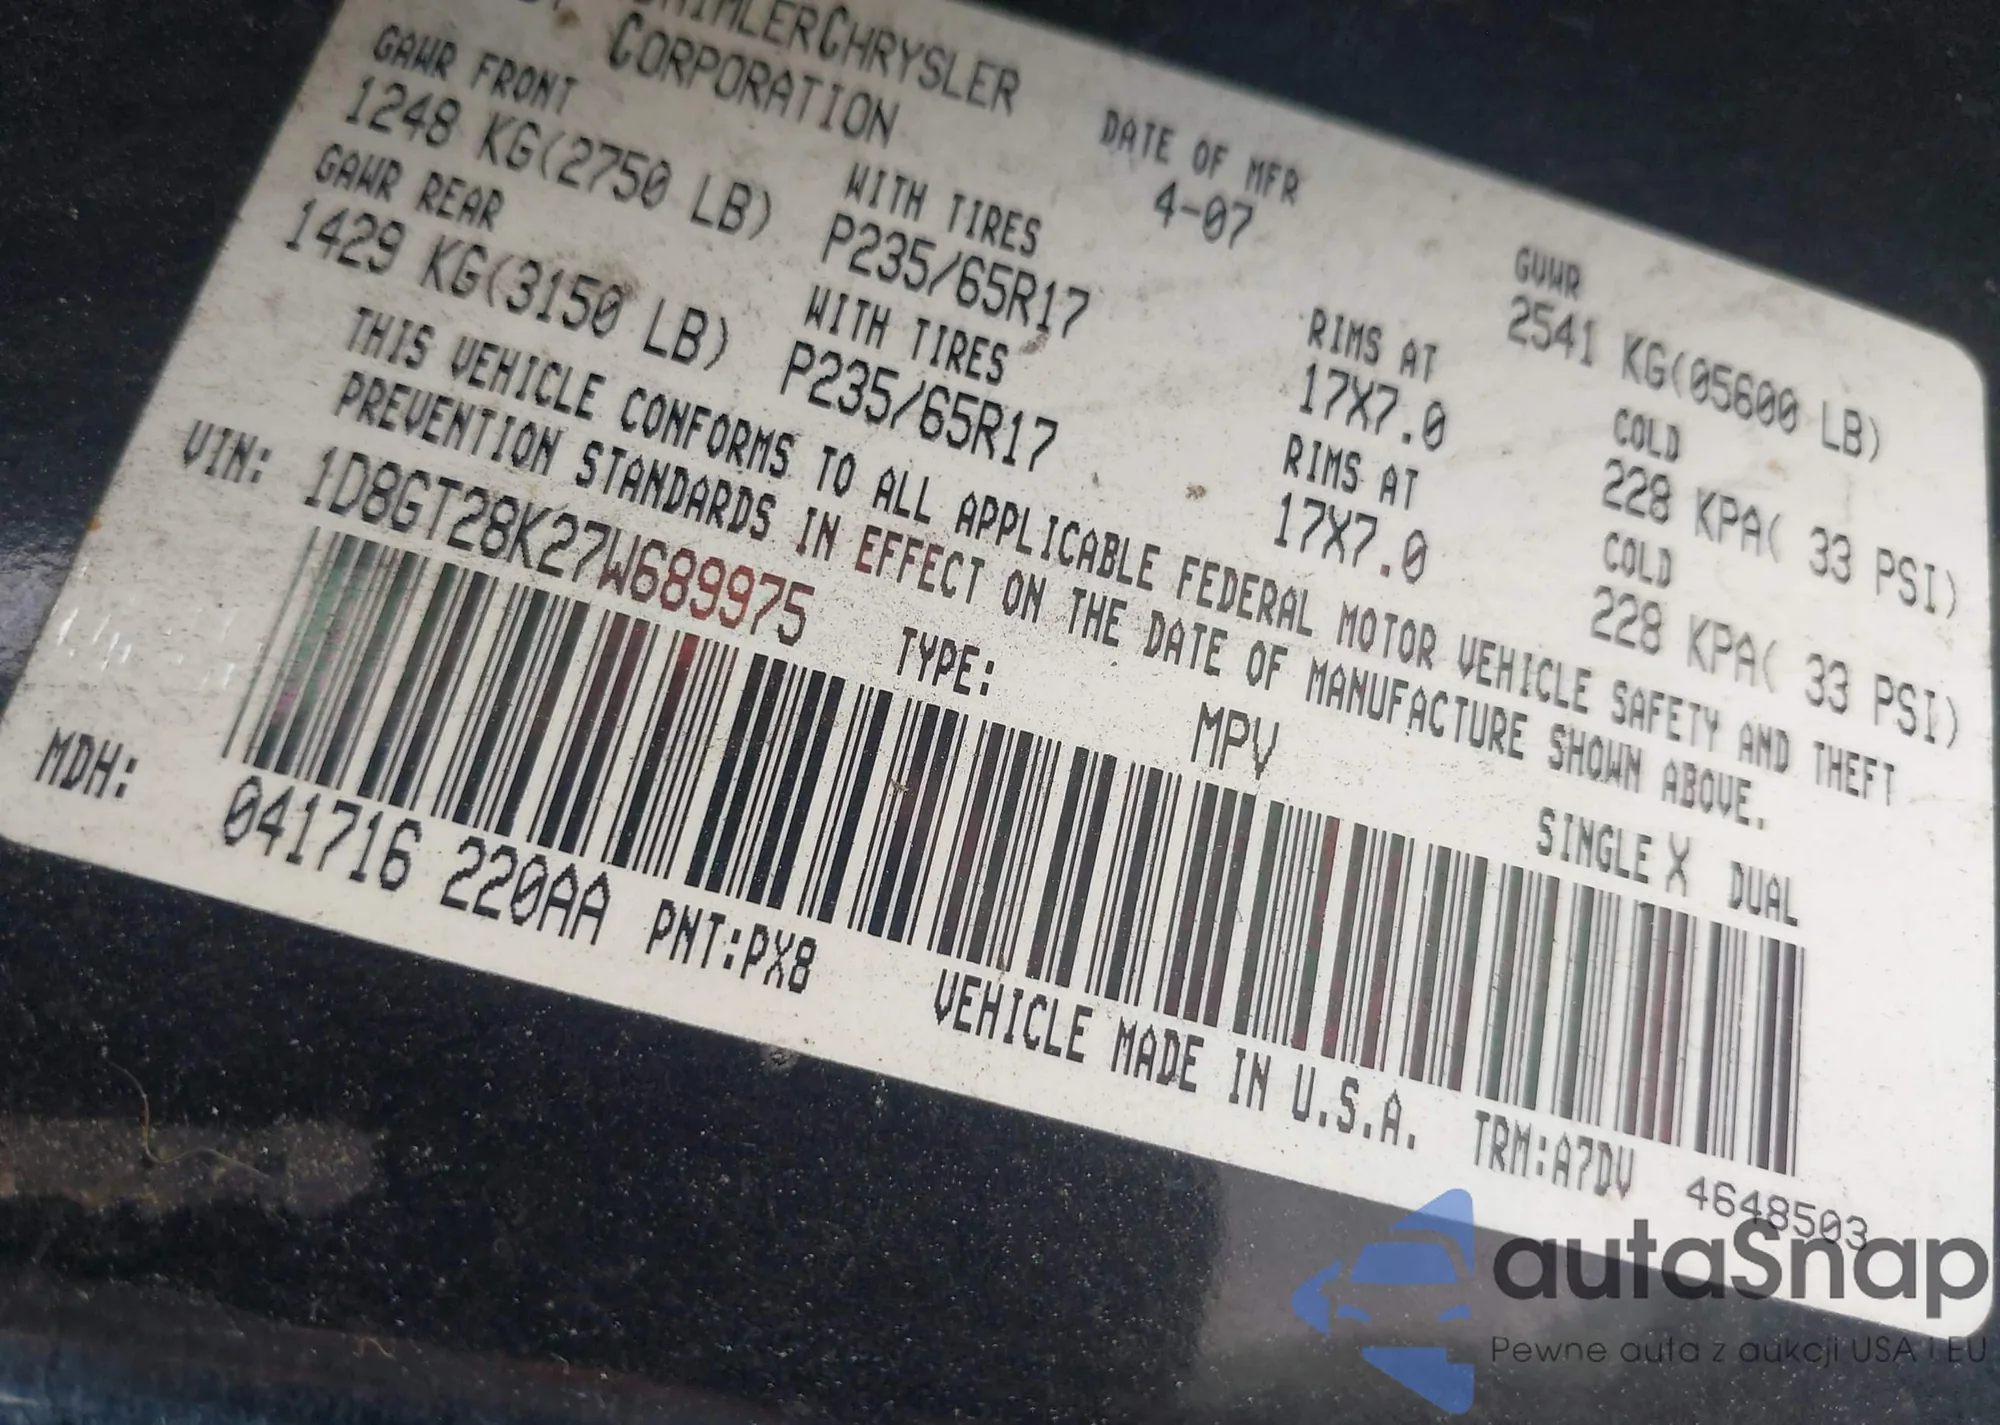 DAIMLERCHRYSLER
CORPORATION
DATE OF MFR
4-07
GVWR
2541 KG(05600 LB)
GAWR FRONT
1248 KG(2750 LB)
WITH TIRES
P235/65R17
RIMS AT
17X7.0
COLD
228 KPA( 33 PSI)
GAWR REAR
1429 KG(3150 LB)
WITH TIRES
P235/65R17
RIMS AT
17X7.0
COLD
228 KPA( 33 PSI)
THIS VEHICLE CONFORMS TO ALL APPLICABLE FEDERAL MOTOR VEHICLE SAFETY AND THEFT
PREVENTION STANDARDS IN EFFECT ON THE DATE OF MANUFACTURE SHOWN ABOVE.
VIN: 1D8GT28K27W689975 TYPE: MPV SINGLE X DUAL
MDH: 041716 220AA PNT:PX8 VEHICLE MADE IN U.S.A. TRM:A7DV 4648503
autaSnap
Pewne auta z aukcji USA i EU